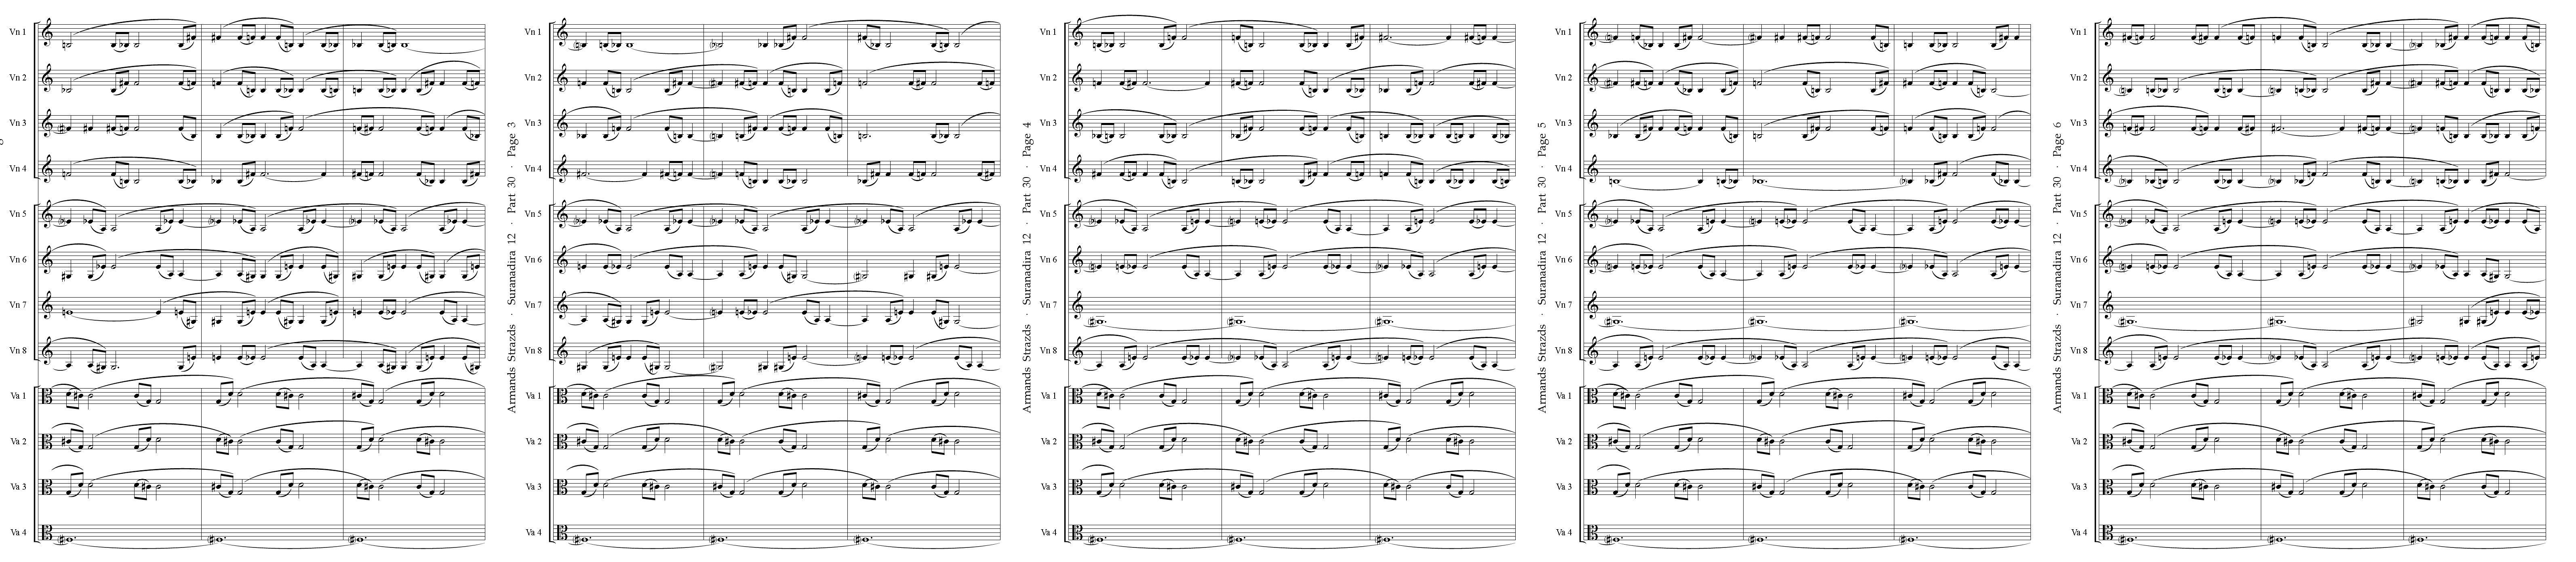 Vn 1
Vn 2
Vn 3
Vn 4
Vn 5
Vn 6
Vn 7
Vn 8
Va 1
Va 2
Va 3
Va 4
Armands Strazds · Suranadira 12 · Part 30 · Page 3
Vn 1
Vn 2
Vn 3
Vn 4
Vn 5
Vn 6
Vn 7
Vn 8
Va 1
Va 2
Va 3
Va 4
Armands Strazds · Suranadira 12 · Part 30 · Page 4
Vn 1
Vn 2
Vn 3
Vn 4
Vn 5
Vn 6
Vn 7
Vn 8
Va 1
Va 2
Va 3
Va 4
Armands Strazds · Suranadira 12 · Part 30 · Page 5
Vn 1
Vn 2
Vn 3
Vn 4
Vn 5
Vn 6
Vn 7
Vn 8
Va 1
Va 2
Va 3
Va 4
Armands Strazds · Suranadira 12 · Part 30 · Page 6
Vn 1
Vn 2
Vn 3
Vn 4
Vn 5
Vn 6
Vn 7
Vn 8
Va 1
Va 2
Va 3
Va 4